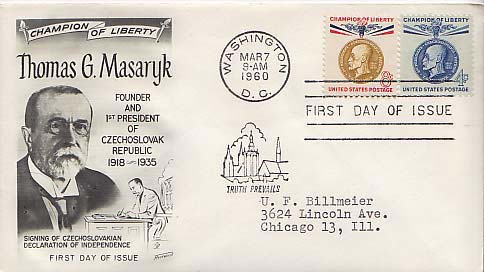 CHAMPION OF LIBERTY
Thomas G. Masaryk
FOUNDER
AND
1ST PRESIDENT
OF
CZECHOSLOVAK
REPUBLIC
1918-1935
SIGNING OF CZECHOSLOVAKIAN
DECLARATION OF INDEPENDENCE
FIRST DAY OF ISSUE
WASHINGTON
MAR 7
9-AM
1960
D.C.
CHAMPION OF LIBERTY
8¢
UNITED STATES POSTAGE
CHAMPION OF LIBERTY
4¢
UNITED STATES POSTAGE
FIRST DAY OF ISSUE
TRUTH PREVAILS
U. F. Billmeier
3624 Lincoln Ave.
Chicago 13, Ill.